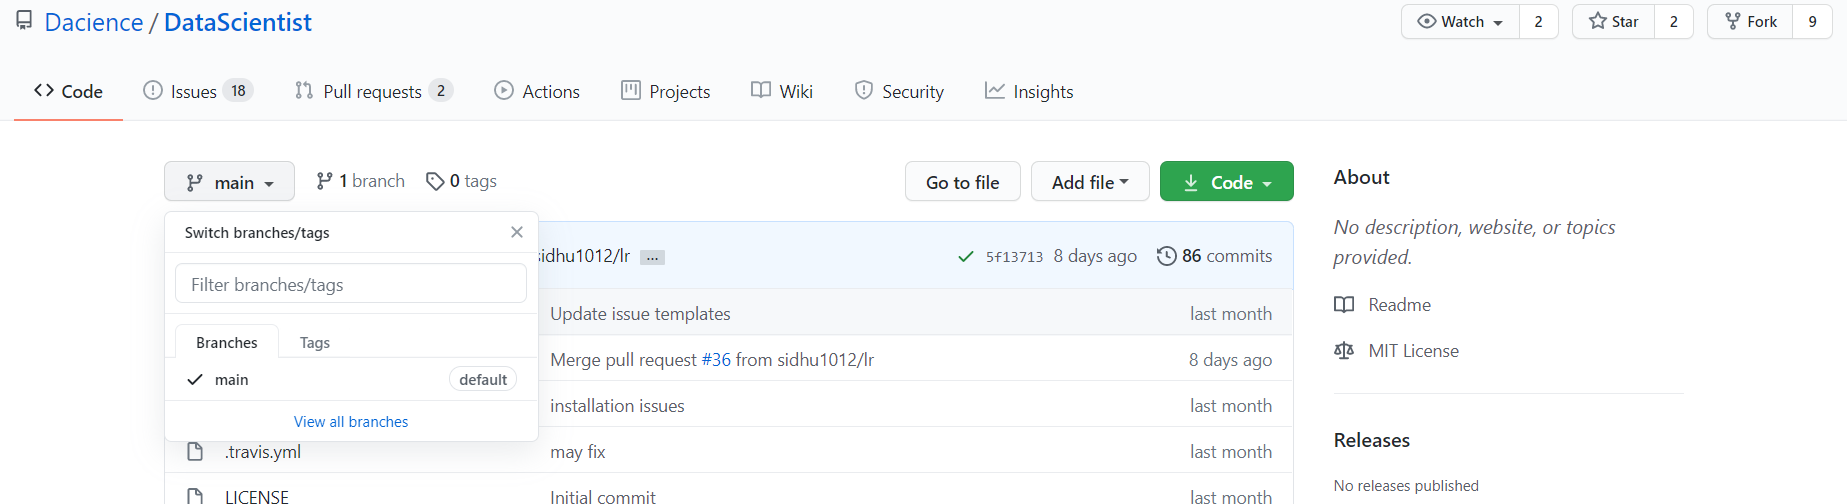 Dacience / DataScientist
Watch 2 Star 2 Fork 9
Code Issues 18 Pull requests 2 Actions Projects Wiki Security Insights
main 1 branch 0 tags Go to file Add file Code
Switch branches/tags
Filter branches/tags
Branches Tags
main default
View all branches
sidhu1012/lr ... 5f13713 8 days ago 86 commits
Update issue templates last month
Merge pull request #36 from sidhu1012/lr 8 days ago
installation issues last month
.travis.yml may fix last month
LICENSE Initial commit last month
About
No description, website, or topics
provided.
Readme
MIT License
Releases
No releases published